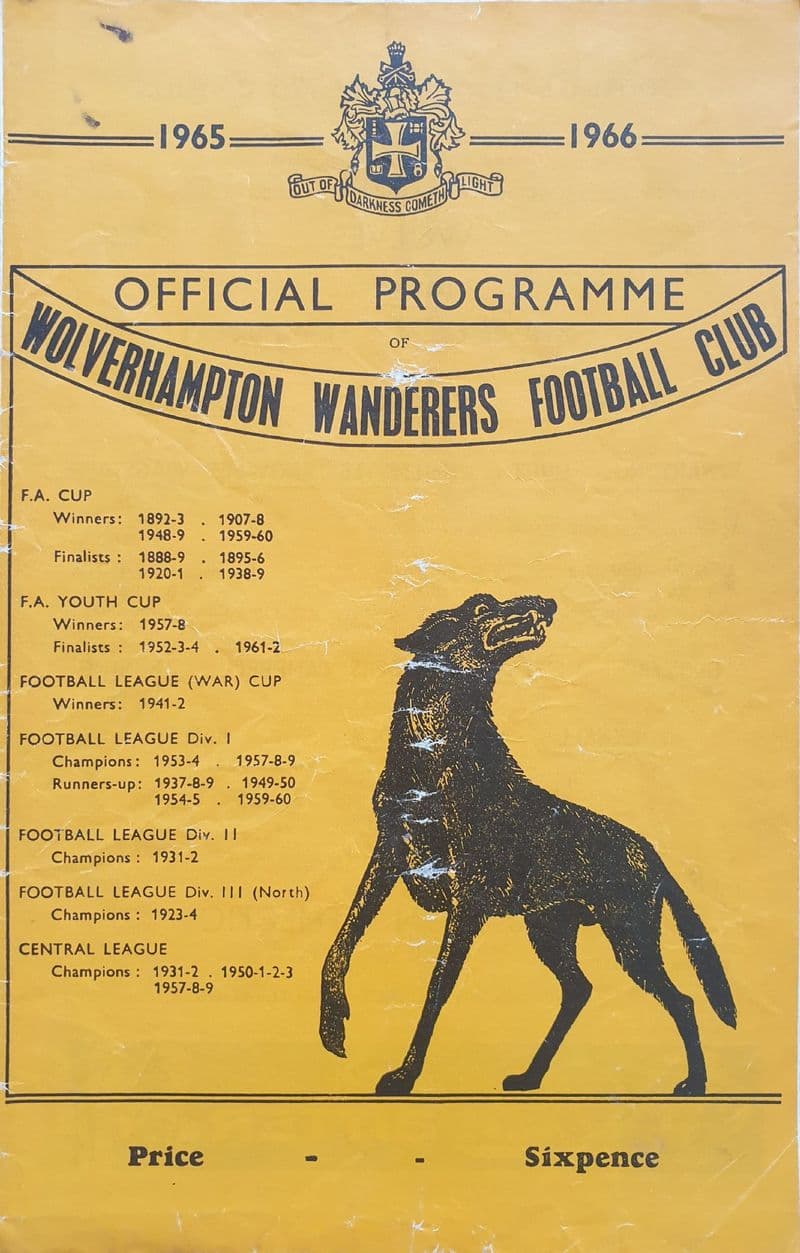 1965
1966
OUT OF DARKNESS COMETH LIGHT
OFFICIAL PROGRAMME
OF
WOLVERHAMPTON WANDERERS FOOTBALL CLUB
F.A. CUP
Winners: 1892-3 . 1907-8
1948-9 . 1959-60
Finalists : 1888-9 . 1895-6
1920-1 . 1938-9
F.A. YOUTH CUP
Winners: 1957-8
Finalists : 1952-3-4 . 1961-2
FOOTBALL LEAGUE (WAR) CUP
Winners: 1941-2
FOOTBALL LEAGUE Div. I
Champions: 1953-4 . 1957-8-9
Runners-up: 1937-8-9 . 1949-50
1954-5 . 1959-60
FOOTBALL LEAGUE Div. II
Champions : 1931-2
FOOTBALL LEAGUE Div. III (North)
Champions : 1923-4
CENTRAL LEAGUE
Champions : 1931-2 . 1950-1-2-3
1957-8-9
Price - - Sixpence